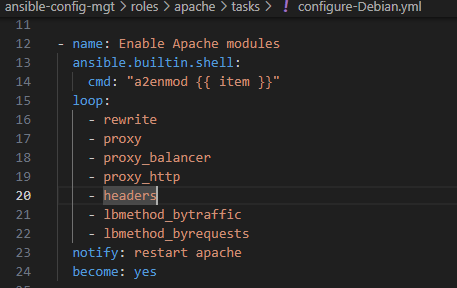 ansible-config-mgt > roles > apache > tasks > ! configure-Debian.yml
11
12 - name: Enable Apache modules
13 ansible.builtin.shell:
14 cmd: "a2enmod {{ item }}"
15 loop:
16 - rewrite
17 - proxy
18 - proxy_balancer
19 - proxy_http
20 - headers
21 - lbmethod_bytraffic
22 - lbmethod_byrequests
23 notify: restart apache
24 become: yes